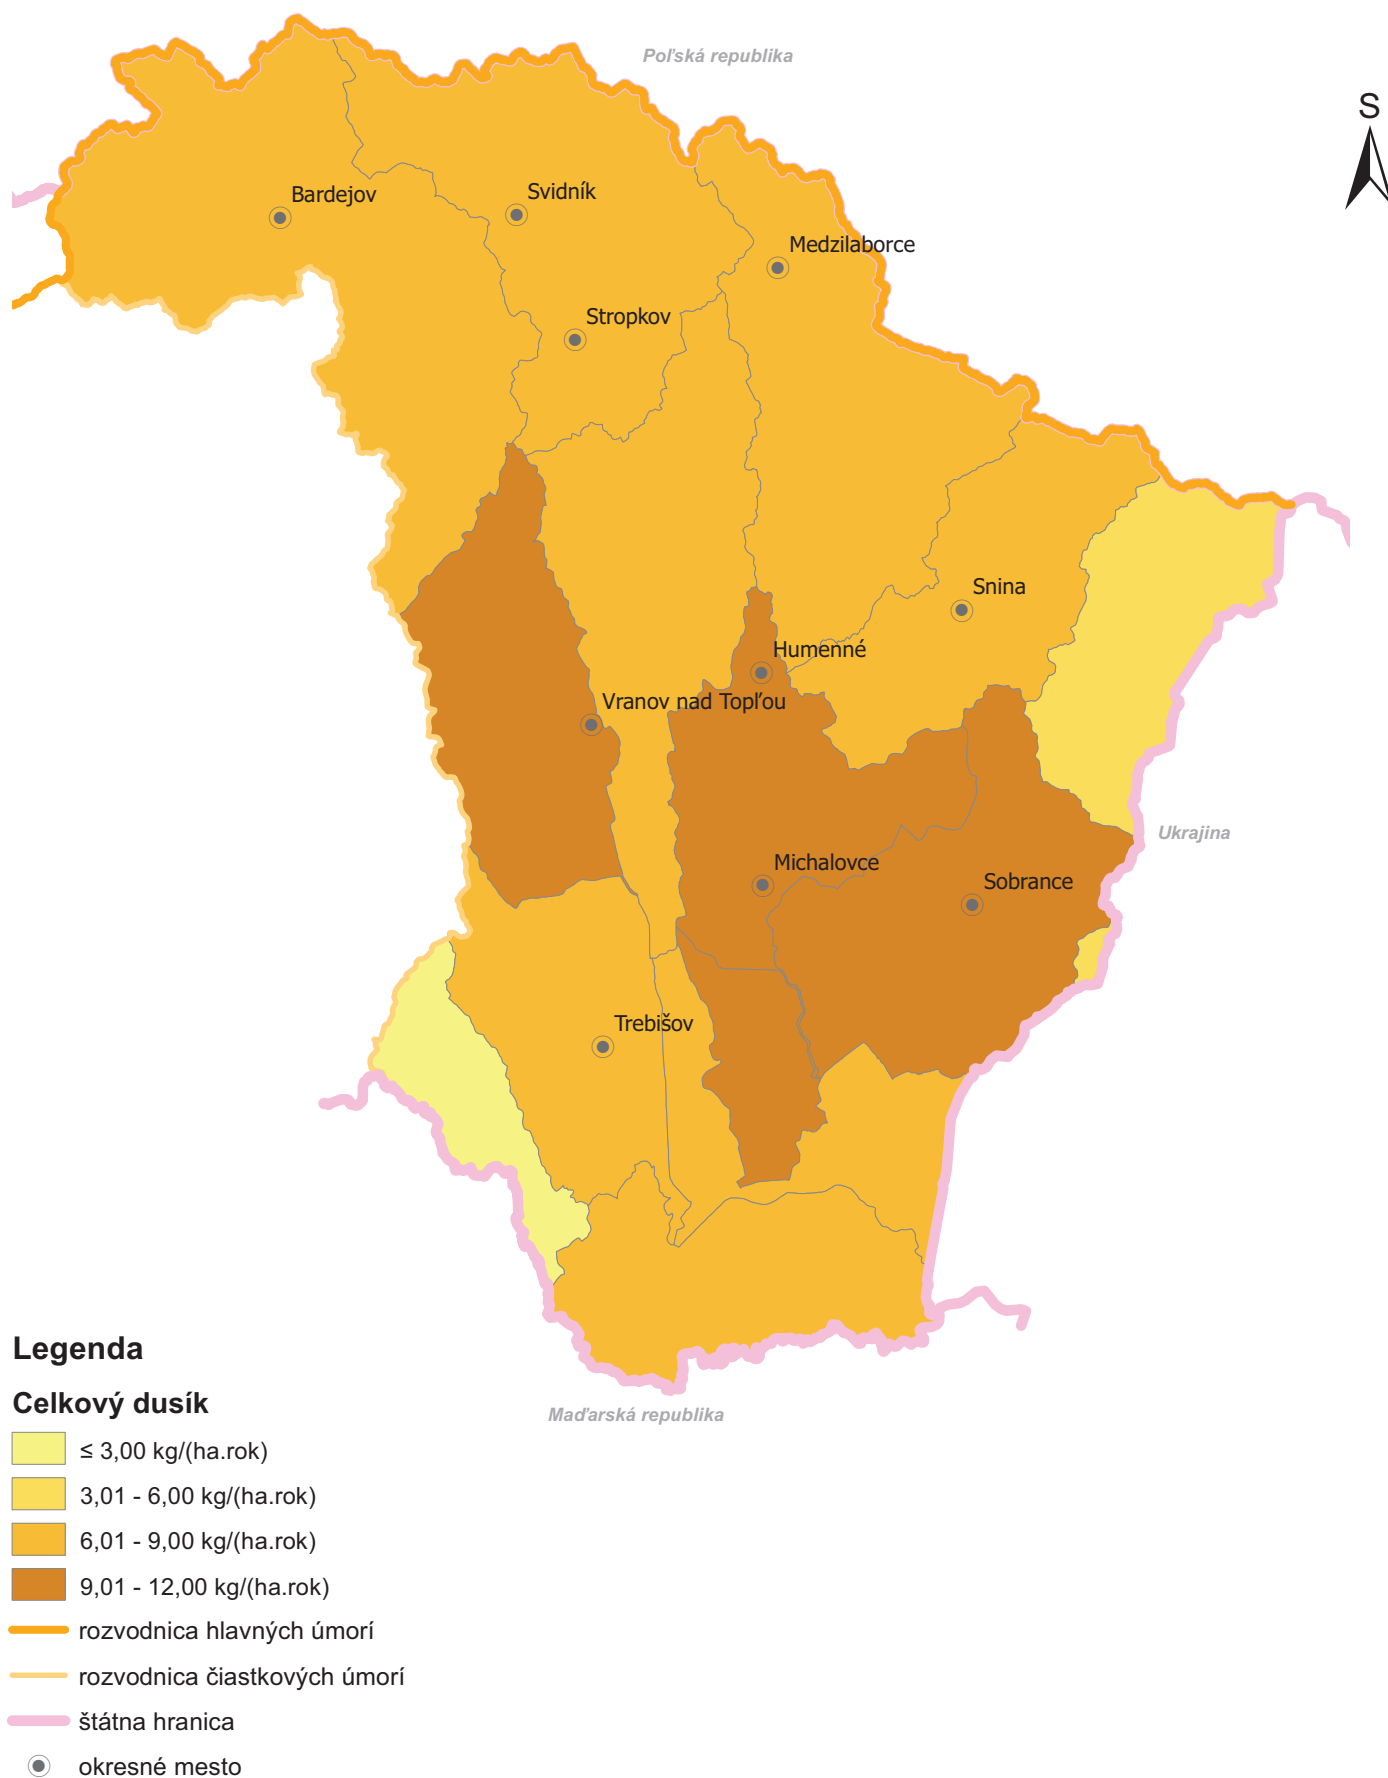 Poľská republika
S
Bardejov
Svidník
Medzilaborce
Stropkov
Snina
Humenné
Vranov nad Topľou
Ukrajina
Michalovce
Sobrance
Trebišov
Maďarská republika
Legenda
Celkový dusík
≤ 3,00 kg/(ha.rok)
3,01 - 6,00 kg/(ha.rok)
6,01 - 9,00 kg/(ha.rok)
9,01 - 12,00 kg/(ha.rok)
rozvodnica hlavných úmorí
rozvodnica čiastkových úmorí
štátna hranica
okresné mesto